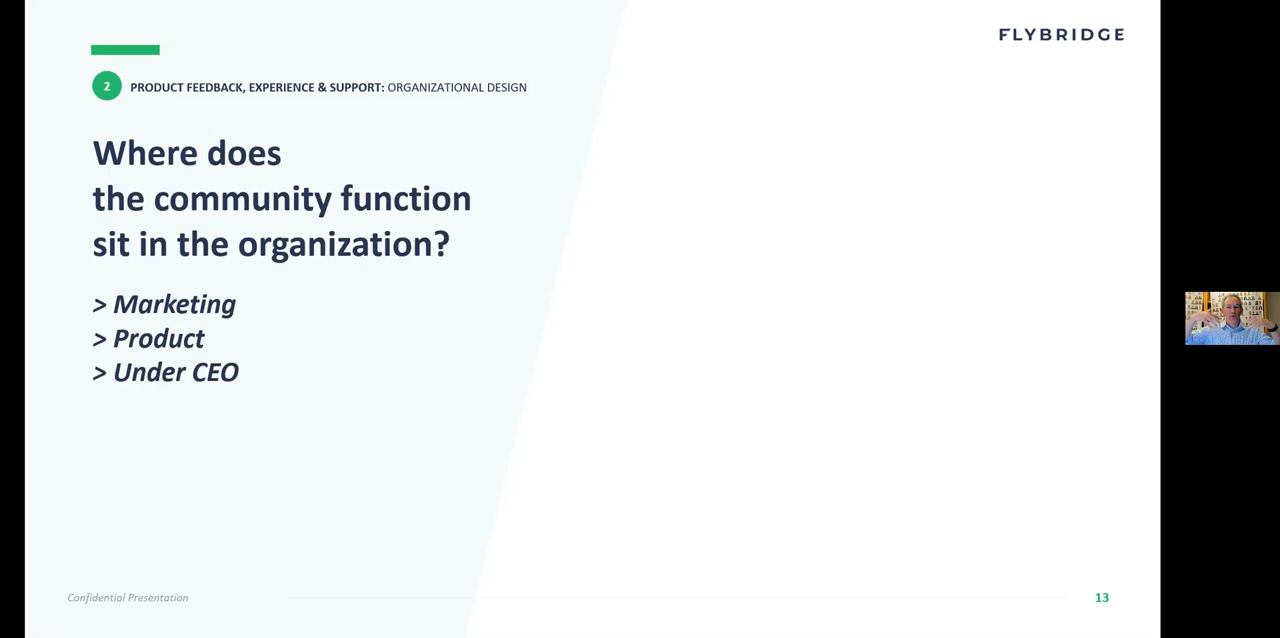 FLYBRIDGE
2 PRODUCT FEEDBACK, EXPERIENCE & SUPPORT: ORGANIZATIONAL DESIGN
Where does
the community function
sit in the organization?
> Marketing
> Product
> Under CEO
Confidential Presentation
13